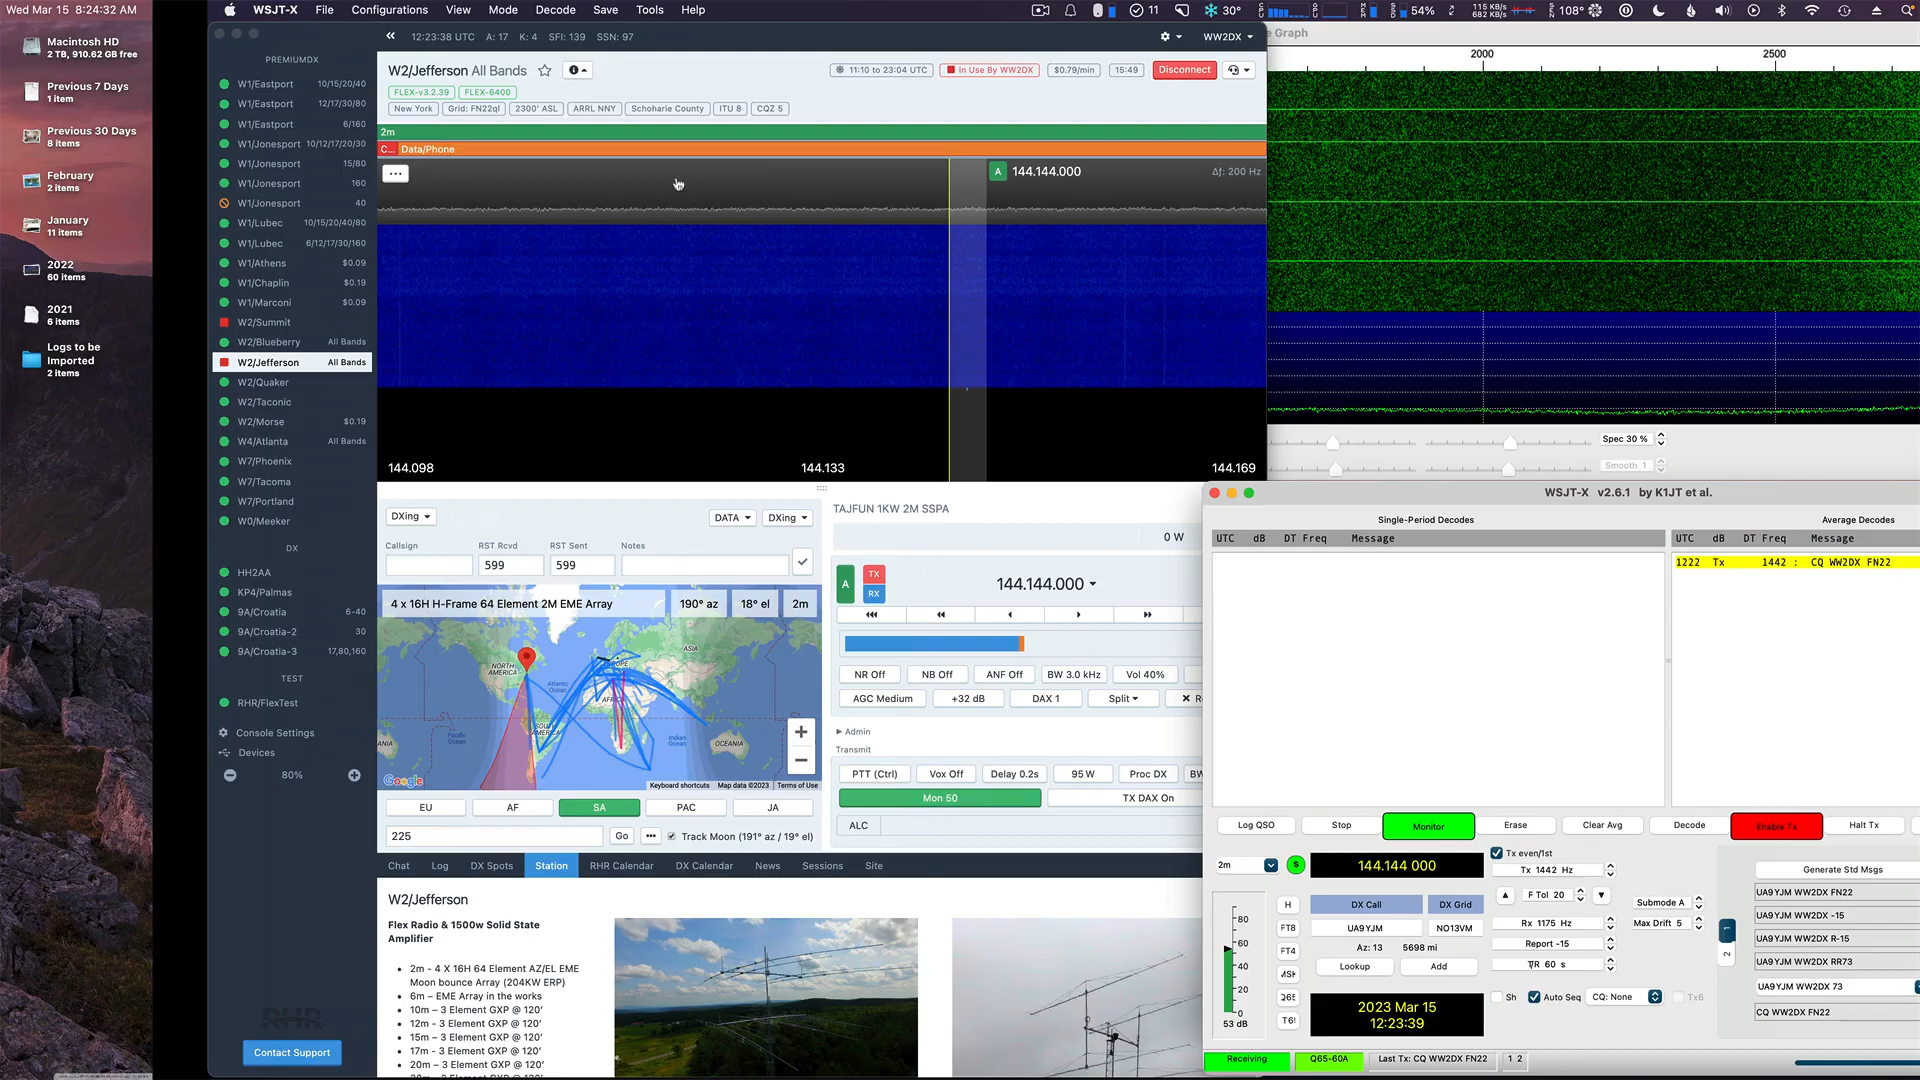 Wed Mar 15 8:24:32 AM
WSJT-X File Configurations View Mode Decode Save Tools Help
11 30° 54% 115 KB/s 682 KB/s 108°
Macintosh HD
2 TB, 910.62 GB free
Previous 7 Days
1 item
Previous 30 Days
8 items
February
2 items
January
11 items
2022
60 items
2021
6 items
Logs to be
Imported
2 items
PREMIUMDX
W1/Eastport 10/15/20/40
W1/Eastport 12/17/30/80
W1/Eastport 6/160
W1/Jonesport 10/12/17/20/30
W1/Jonesport 15/80
W1/Jonesport 160
W1/Jonesport 40
W1/Lubec 10/15/20/40/80
W1/Lubec 6/12/17/30/160
W1/Athens $0.09
W1/Chaplin $0.19
W1/Marconi $0.09
W2/Summit
W2/Blueberry All Bands
W2/Jefferson All Bands
W2/Quaker
W2/Taconic
W2/Morse $0.19
W4/Atlanta All Bands
W7/Phoenix
W7/Tacoma
W7/Portland
W0/Meeker
DX
HH2AA
KP4/Palmas
9A/Croatia 6-40
9A/Croatia-2 30
9A/Croatia-3 17,80,160
TEST
RHR/FlexTest
Console Settings
Devices
80%
RHR
Contact Support
12:23:38 UTC A: 17 K: 4 SFI: 139 SSN: 97
WW2DX
W2/Jefferson All Bands
11:10 to 23:04 UTC In Use By WW2DX $0.79/min 15:49 Disconnect
FLEX-v3.2.39 FLEX-6400
New York Grid: FN22ql 2300' ASL ARRL NNY Schoharie County ITU 8 CQZ 5
2m
C... Data/Phone
A 144.144.000
Δf: 200 Hz
144.098 144.133 144.169
DXing DATA DXing
Callsign RST Rcvd RST Sent Notes
599 599
4 x 16H H-Frame 64 Element 2M EME Array 190° az 18° el 2m
NORTH AMERICA
Atlantic Ocean
ASIA
Pacific Ocean
Indian Ocean
OCEANIA
Google
Keyboard shortcuts Map data ©2023 Terms of Use
EU AF SA PAC JA
225 Go Track Moon (191° az / 19° el)
Chat Log DX Spots Station RHR Calendar DX Calendar News Sessions Site
W2/Jefferson
Flex Radio & 1500w Solid State
Amplifier
• 2m - 4 X 16H 64 Element AZ/EL EME
Moon bounce Array (204KW ERP)
• 6m – EME Array in the works
• 10m – 3 Element GXP @ 120'
• 12m – 3 Element GXP @ 120'
• 15m – 3 Element GXP @ 120'
• 17m – 3 Element GXP @ 120'
• 20m – 3 Element GXP @ 120'
TAJFUN 1KW 2M SSPA
0 W
A TX RX 144.144.000
NR Off NB Off ANF Off BW 3.0 kHz Vol 40%
AGC Medium +32 dB DAX 1 Split
Admin
Transmit
PTT (Ctrl) Vox Off Delay 0.2s 95 W Proc DX BW
Mon 50 TX DAX On
ALC
e Graph
2000 2500
Spec 30 %
Smooth 1
WSJT-X v2.6.1 by K1JT et al.
Single-Period Decodes Average Decodes
UTC dB DT Freq Message
UTC dB DT Freq Message
1222 Tx 1442 : CQ WW2DX FN22
Log QSO Stop Monitor Erase Clear Avg Decode Enable Tx Halt Tx
2m S 144.144 000
Tx even/1st
Tx 1442 Hz
F Tol 20
Rx 1175 Hz
Report -15
T/R 60 s
Submode A
Max Drift 5
Sh Auto Seq CQ: None Tx6
80
60
40
20
0
53 dB
H
FT8
FT4
MSK
Q65
T6
DX Call DX Grid
UA9YJM NO13VM
Az: 13 5698 mi
Lookup Add
2023 Mar 15
12:23:39
1
2
Generate Std Msgs
UA9YJM WW2DX FN22
UA9YJM WW2DX -15
UA9YJM WW2DX R-15
UA9YJM WW2DX RR73
UA9YJM WW2DX 73
CQ WW2DX FN22
Receiving Q65-60A Last Tx: CQ WW2DX FN22 1 2